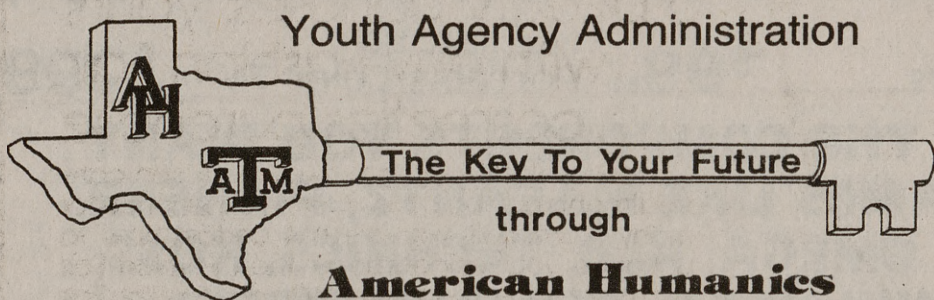 Youth Agency Administration
AH
ATM
The Key To Your Future
through
American Humanics